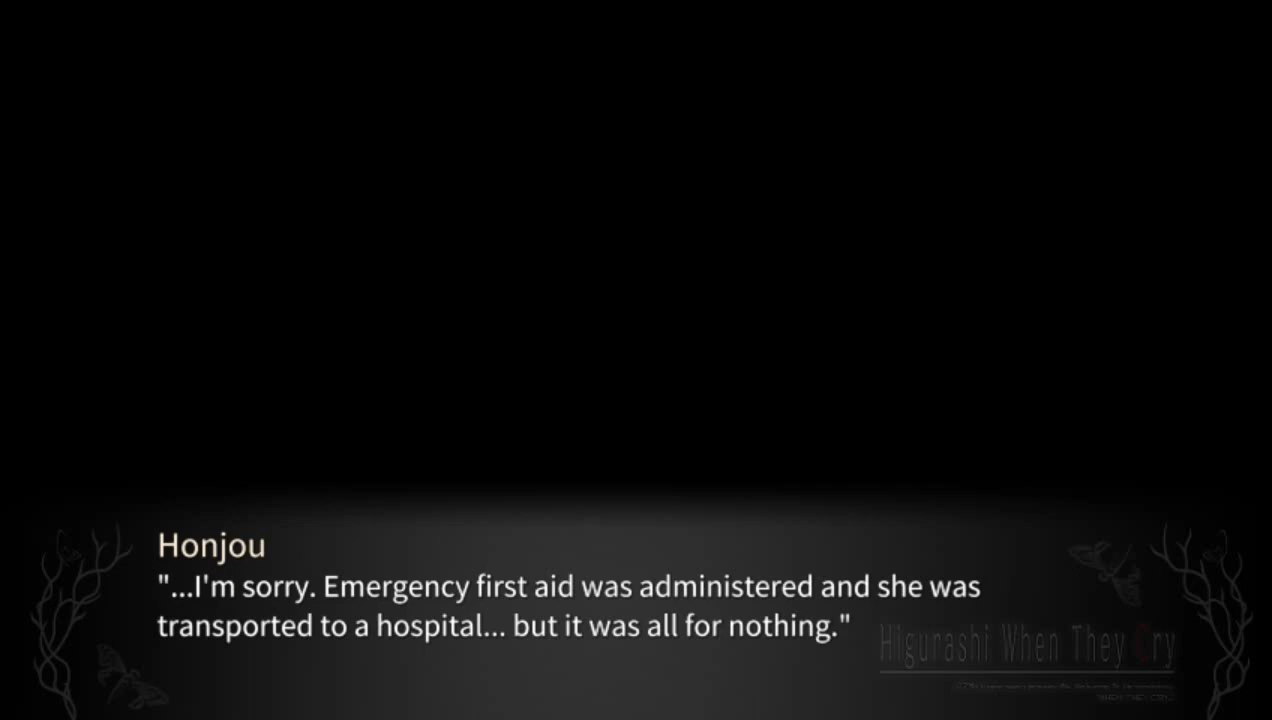 Honjou
"...I'm sorry. Emergency first aid was administered and she was
transported to a hospital... but it was all for nothing."
Higurashi When They Cry